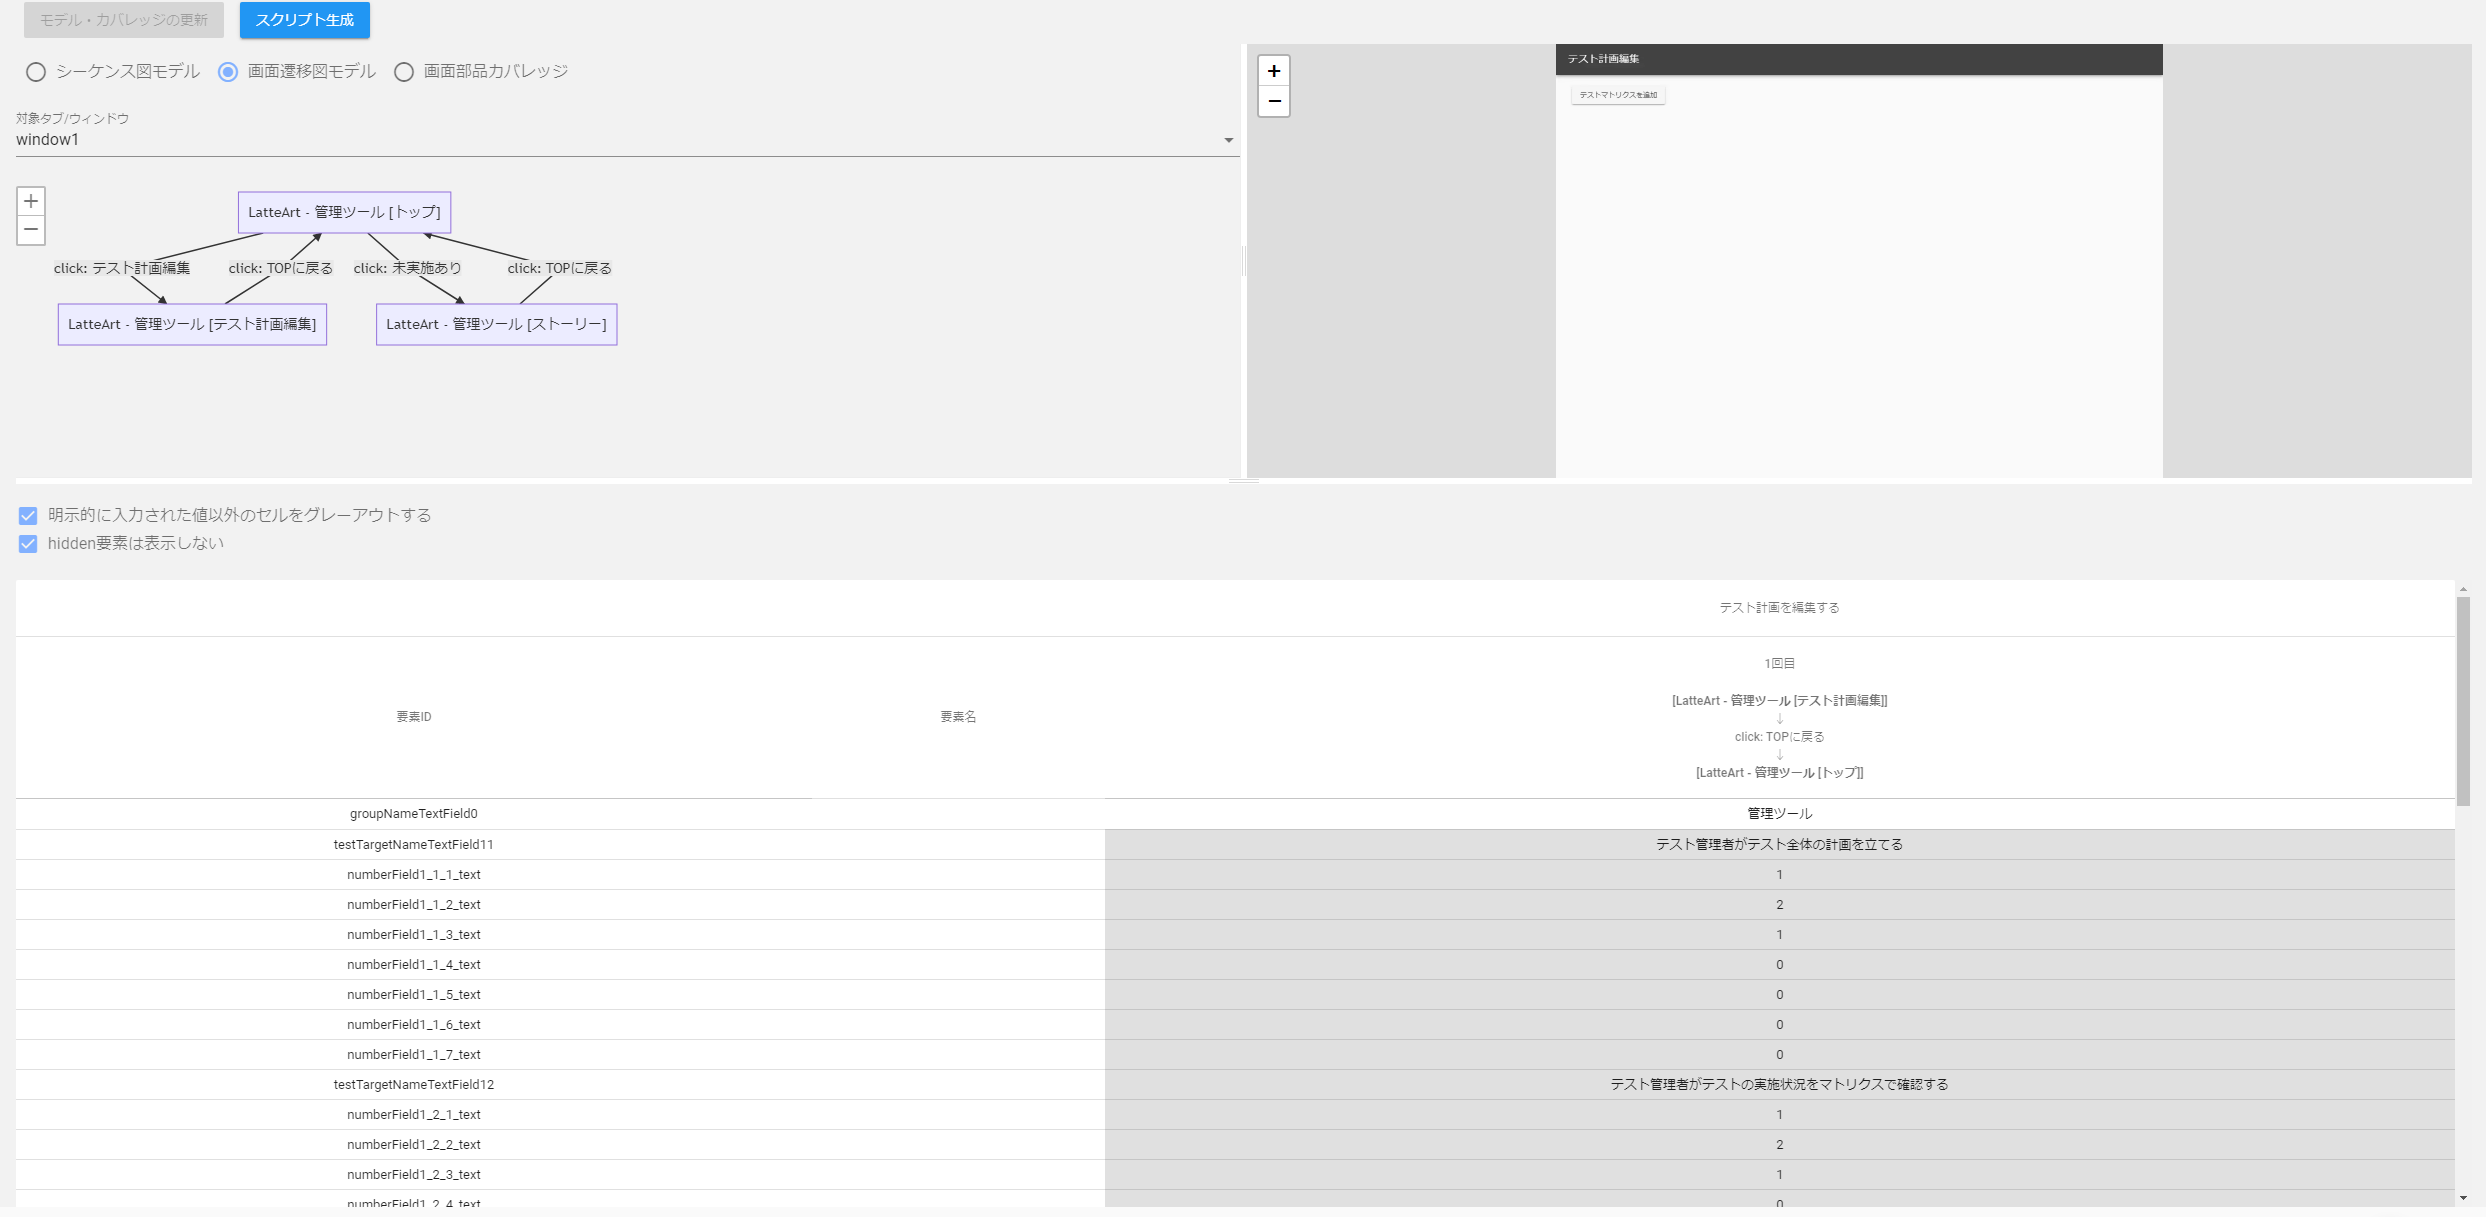 モデル・カバレッジの更新
スクリプト生成
シーケンス図モデル
画面遷移図モデル
画面部品カバレッジ
対象タブ/ウィンドウ
window1
+
−
LatteArt - 管理ツール [トップ]
click: テスト計画編集
click: TOPに戻る
click: 未実施あり
click: TOPに戻る
LatteArt - 管理ツール [テスト計画編集]
LatteArt - 管理ツール [ストーリー]
+
−
テスト計画編集
テストマトリクスを追加
明示的に入力された値以外のセルをグレーアウトする
hidden要素は表示しない
テスト計画を編集する
要素ID
要素名
1回目
[LatteArt - 管理ツール [テスト計画編集]]
↓
click: TOPに戻る
↓
[LatteArt - 管理ツール [トップ]]
groupNameTextField0 管理ツール
testTargetNameTextField11 テスト管理者がテスト全体の計画を立てる
numberField1_1_1_text 1
numberField1_1_2_text 2
numberField1_1_3_text 1
numberField1_1_4_text 0
numberField1_1_5_text 0
numberField1_1_6_text 0
numberField1_1_7_text 0
testTargetNameTextField12 テスト管理者がテストの実施状況をマトリクスで確認する
numberField1_2_1_text 1
numberField1_2_2_text 2
numberField1_2_3_text 1
numberField1_2_4_text 0